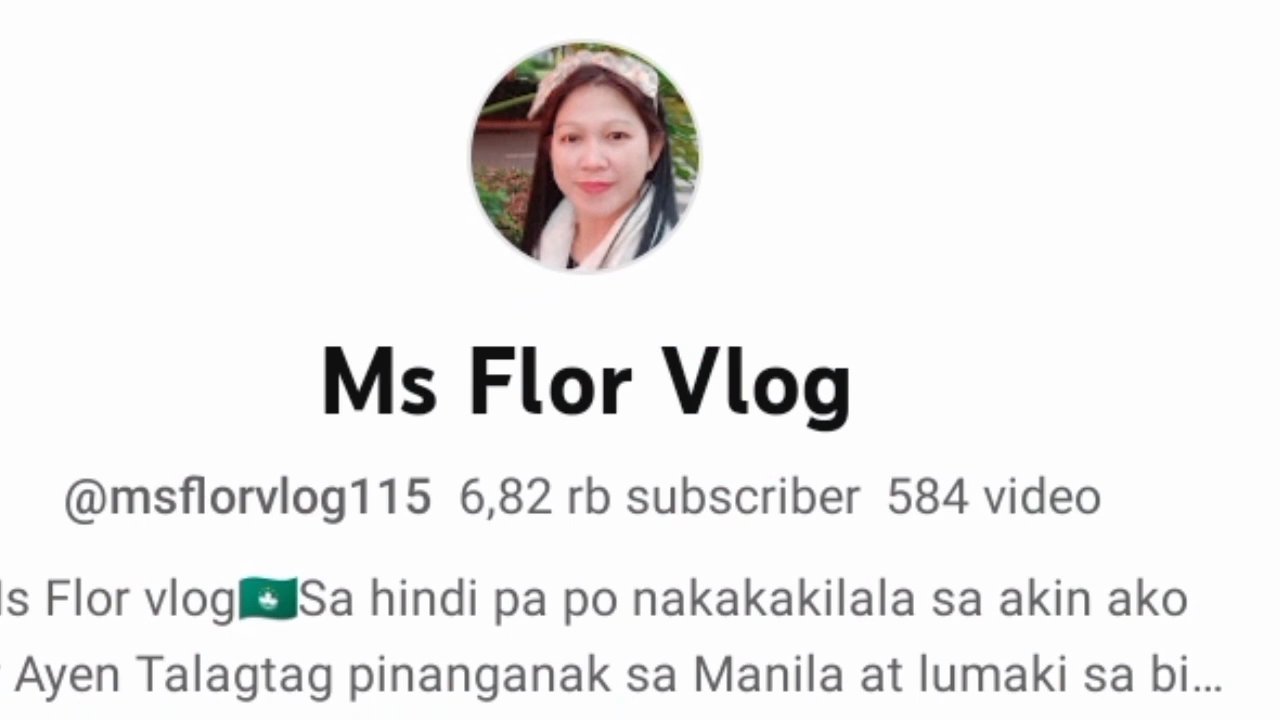 Ms Flor Vlog
@msflorvlog115 6,82 rb subscriber 584 video
Flor vlog🇲🇴Sa hindi pa po nakakakilala sa akin ako
Ayen Talagtag pinanganak sa Manila at lumaki sa bi...